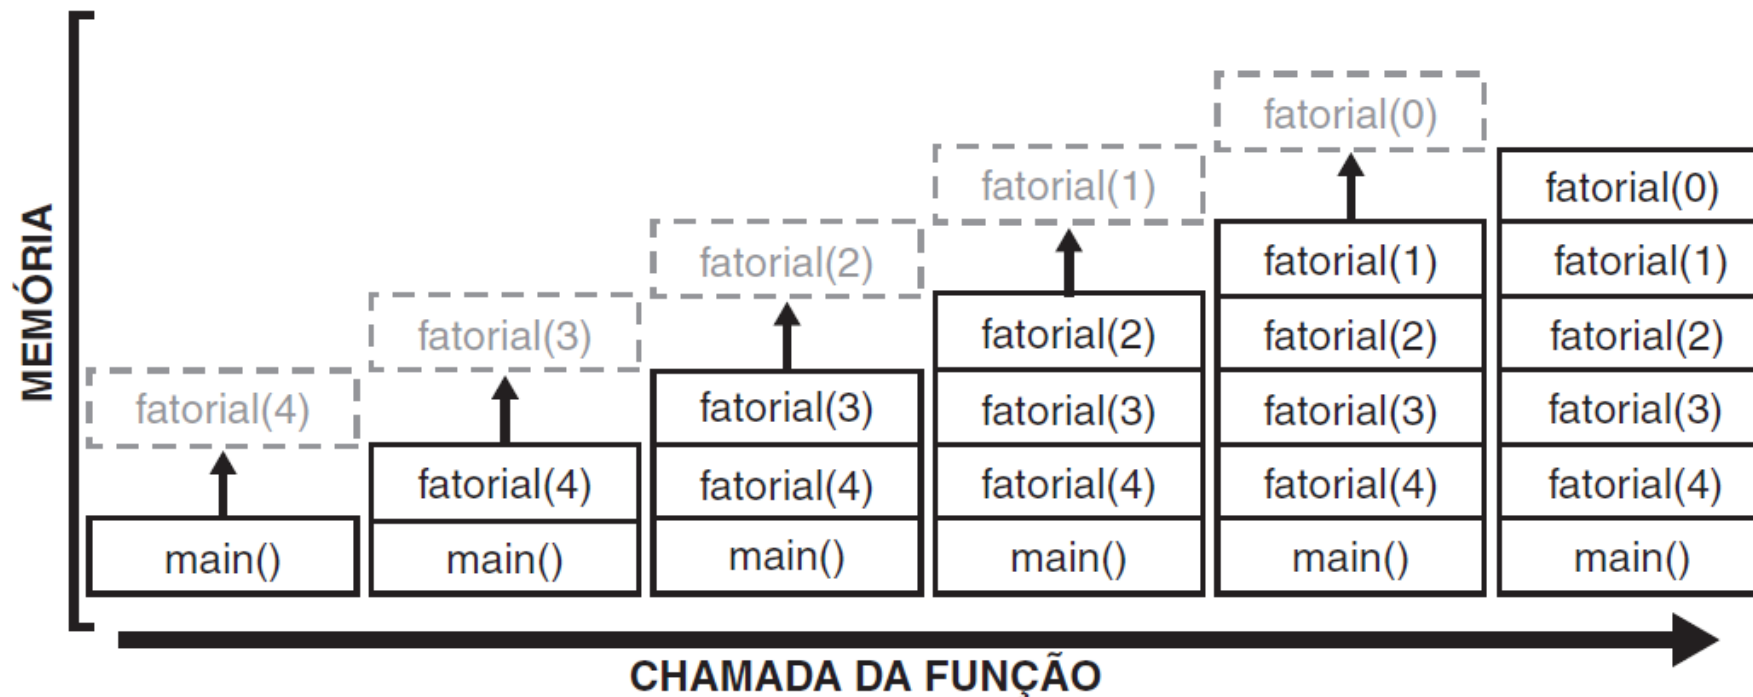 MEMÓRIA
fatorial(4)
main()
fatorial(3)
fatorial(4)
main()
fatorial(2)
fatorial(3)
fatorial(4)
main()
fatorial(1)
fatorial(2)
fatorial(3)
fatorial(4)
main()
fatorial(0)
fatorial(1)
fatorial(2)
fatorial(3)
fatorial(4)
main()
fatorial(0)
fatorial(1)
fatorial(2)
fatorial(3)
fatorial(4)
main()
CHAMADA DA FUNÇÃO